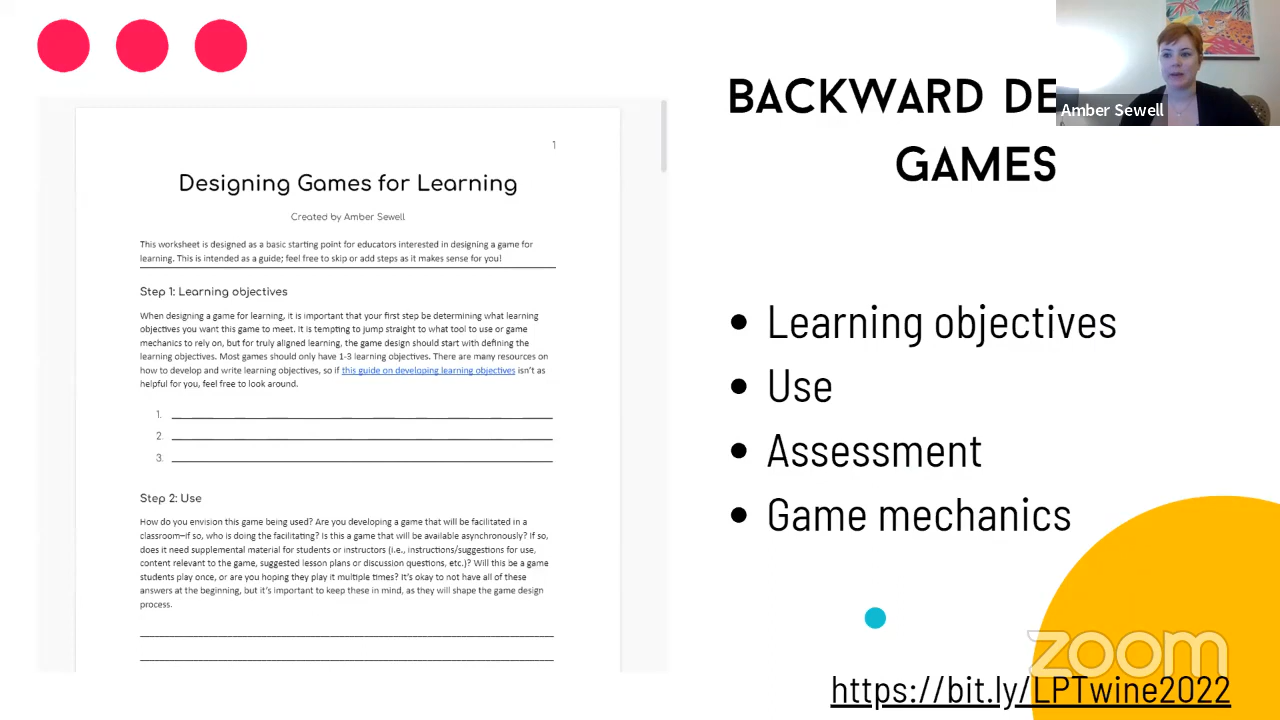 BACKWARD DE
GAMES
Amber Sewell
1
Designing Games for Learning
Created by Amber Sewell
This worksheet is designed as a basic starting point for educators interested in designing a game for
learning. This is intended as a guide; feel free to skip or add steps as it makes sense for you!
Step 1: Learning objectives
When designing a game for learning, it is important that your first step be determining what learning
objectives you want this game to meet. It is tempting to jump straight to what tool to use or game
mechanics to rely on, but for truly aligned learning, the game design should start with defining the
learning objectives. Most games should only have 1-3 learning objectives. There are many resources on
how to develop and write learning objectives, so if this guide on developing learning objectives isn't as
helpful for you, feel free to look around.
1.
2.
3.
Step 2: Use
How do you envision this game being used? Are you developing a game that will be facilitated in a
classroom—if so, who is doing the facilitating? Is this a game that will be available asynchronously? If so,
does it need supplemental material for students or instructors (i.e., instructions/suggestions for use,
content relevant to the game, suggested lesson plans or discussion questions, etc.)? Will this be a game
students play once, or are you hoping they play it multiple times? It's okay to not have all of these
answers at the beginning, but it's important to keep these in mind, as they will shape the game design
process.
• Learning objectives
• Use
• Assessment
• Game mechanics
zoom
https://bit.ly/LPTwine2022